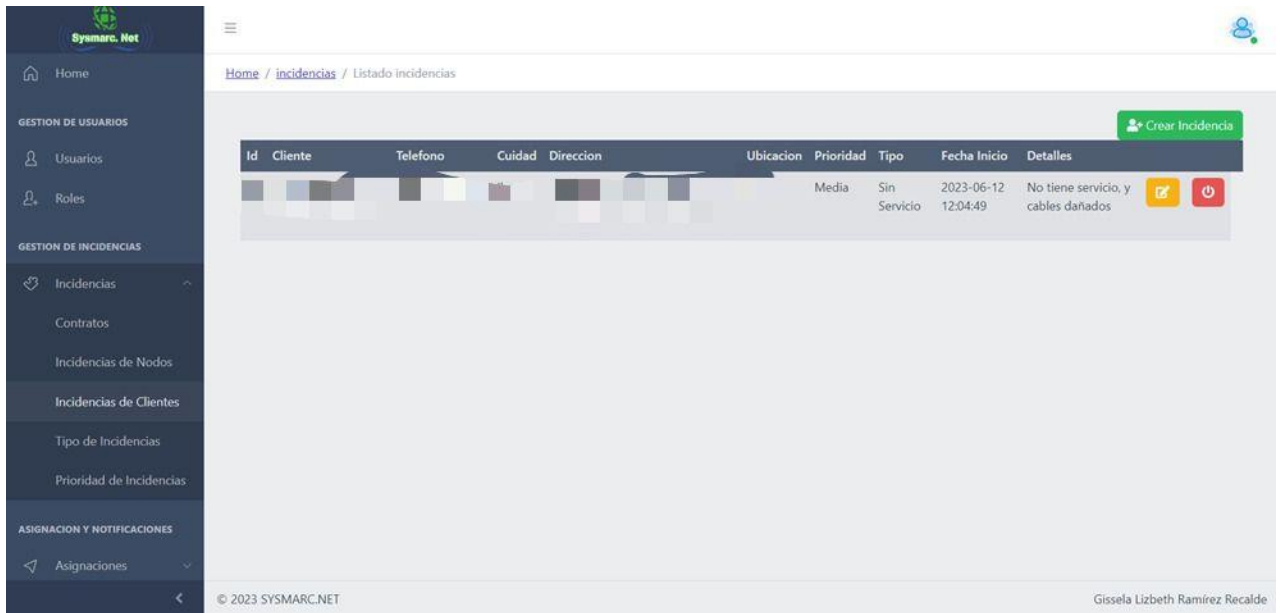 Sysmarc. Net
Home
GESTION DE USUARIOS
Usuarios
Roles
GESTION DE INCIDENCIAS
Incidencias
Contratos
Incidencias de Nodos
Incidencias de Clientes
Tipo de Incidencias
Prioridad de Incidencias
ASIGNACION Y NOTIFICACIONES
Asignaciones
Home / incidencias / Listado incidencias
Crear Incidencia
Id Cliente Telefono Cuidad Direccion Ubicacion Prioridad Tipo Fecha Inicio Detalles
Media Sin 2023-06-12 No tiene servicio, y
Servicio 12:04:49 cables dañados
© 2023 SYSMARC.NET Gissela Lizbeth Ramírez Recalde